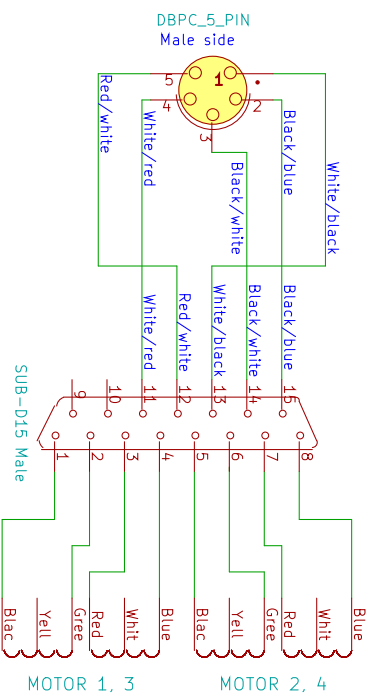 DBPC_5_PIN
Male side
5
1
4
2
3
Red/white
White/red
Black/white
Black/blue
White/black
White/red
Red/white
White/black
Black/white
Black/blue
SUB-D15 Male
9
10
11
12
13
14
15
1
2
3
4
5
6
7
8
Blac
Yell
Gree
Red
Whit
Blue
Blac
Yell
Gree
Red
Whit
Blue
MOTOR 1, 3
MOTOR 2, 4